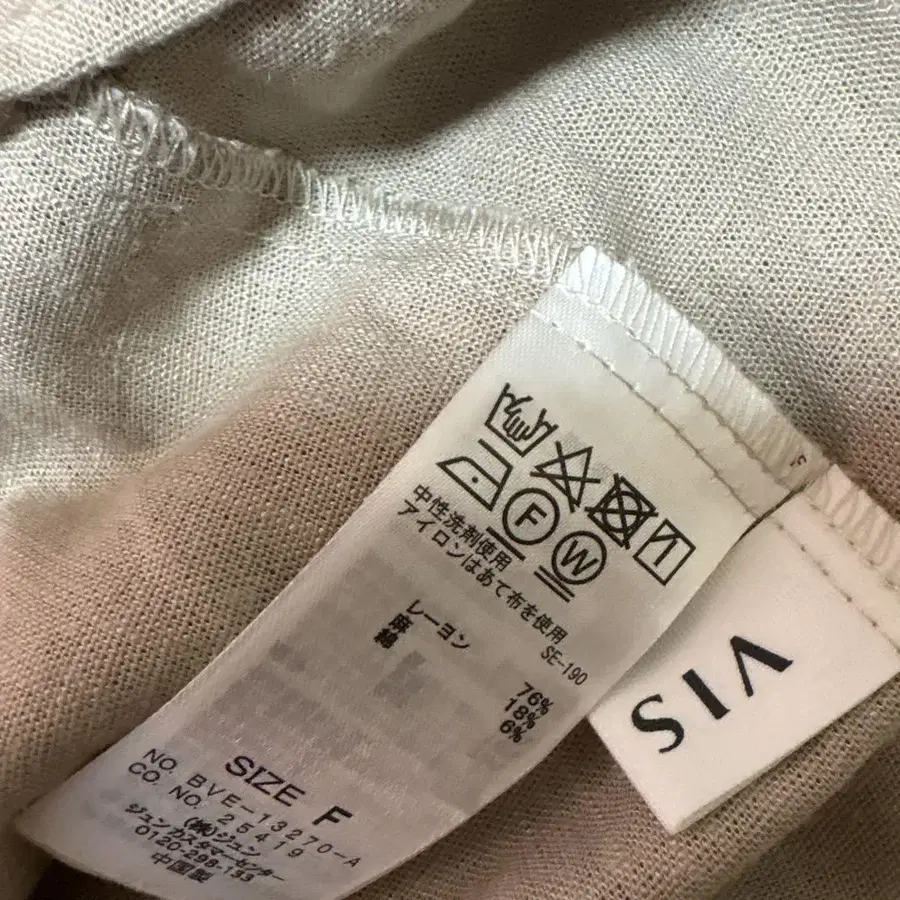 F
W
中性洗剤使用
アイロンはあて布を使用
SE-190
レーヨン 76%
麻 18%
綿 6%
SIZE F
NO. BVE-13270-A
CO. NO. 25419
(株)ジュン
ジュン カスタマーセンター
0120-298-133
中国製
VIS